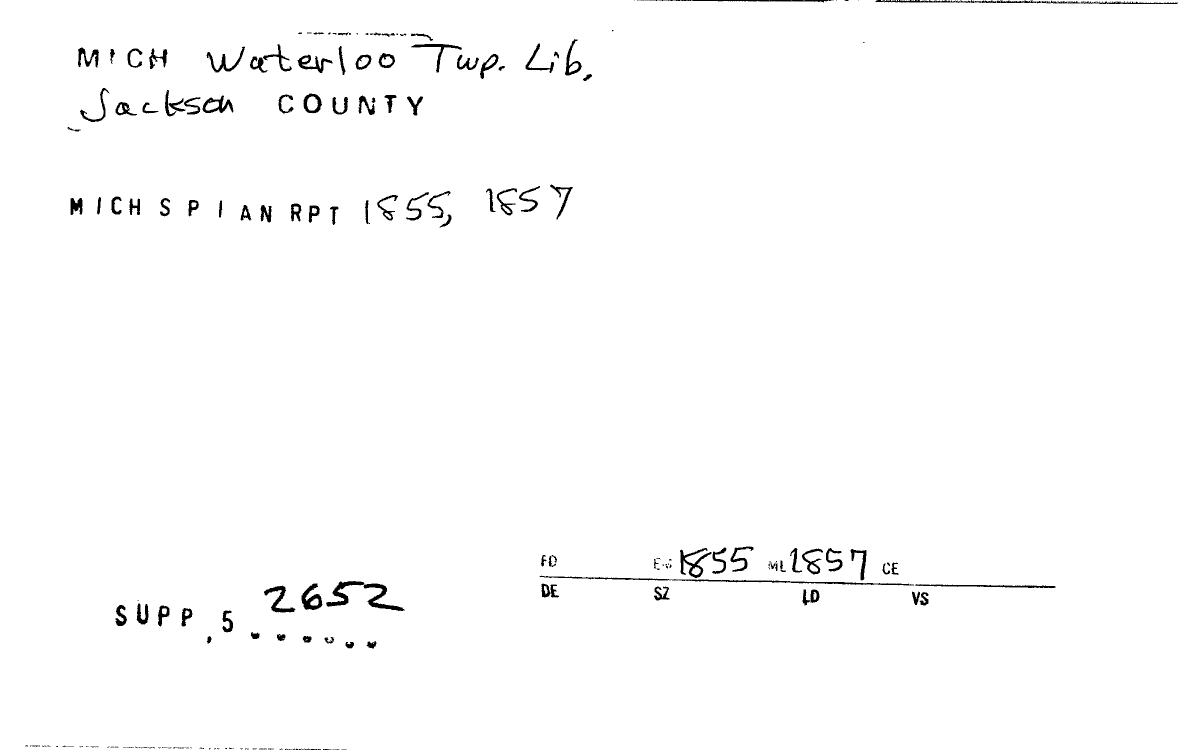 MICH Waterloo Twp. Lib,
Jackson COUNTY
MICH S P I AN RPT 1855, 1857
FD 1855 ML 1857 CE
DE SZ LD VS
SUPP, 5 2652 ......